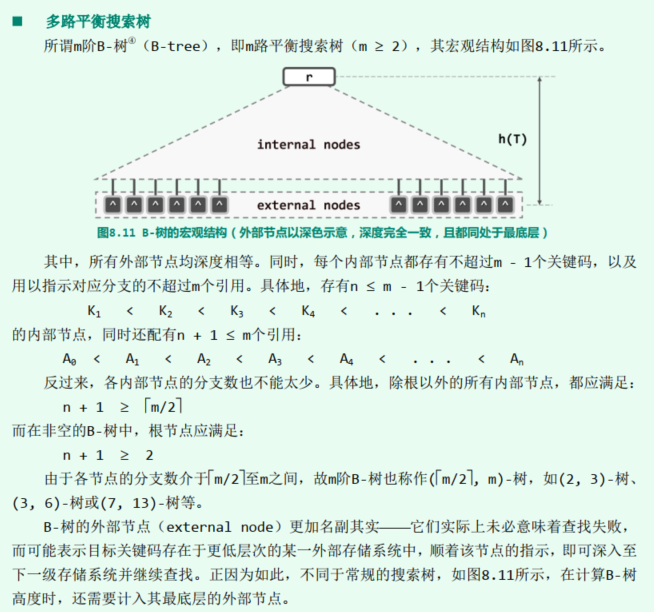 ■ 多路平衡搜索树
所谓m阶B-树④（B-tree），即m路平衡搜索树（m ≥ 2），其宏观结构如图8.11所示。
r
internal nodes
h(T)
^ ^ ^ ^ ^ ^ external nodes ^ ^ ^ ^ ^ ^
图8.11 B-树的宏观结构（外部节点以深色示意，深度完全一致，且都同处于最底层）
其中，所有外部节点均深度相等。同时，每个内部节点都存有不超过m - 1个关键码，以及
用以指示对应分支的不超过m个引用。具体地，存有n ≤ m - 1个关键码：
K₁ < K₂ < K₃ < K₄ < . . . < Kₙ
的内部节点，同时还配有n + 1 ≤ m个引用：
A₀ < A₁ < A₂ < A₃ < A₄ < . . . < Aₙ
反过来，各内部节点的分支数也不能太少。具体地，除根以外的所有内部节点，都应满足：
n + 1 ≥ ⌈m/2⌉
而在非空的B-树中，根节点应满足：
n + 1 ≥ 2
由于各节点的分支数介于⌈m/2⌉至m之间，故m阶B-树也称作(⌈m/2⌉, m)-树，如(2, 3)-树、
(3, 6)-树或(7, 13)-树等。
B-树的外部节点（external node）更加名副其实——它们实际上未必意味着查找失败，
而可能表示目标关键码存在于更低层次的某一外部存储系统中，顺着该节点的指示，即可深入至
下一级存储系统并继续查找。正因为如此，不同于常规的搜索树，如图8.11所示，在计算B-树
高度时，还需要计入其最底层的外部节点。